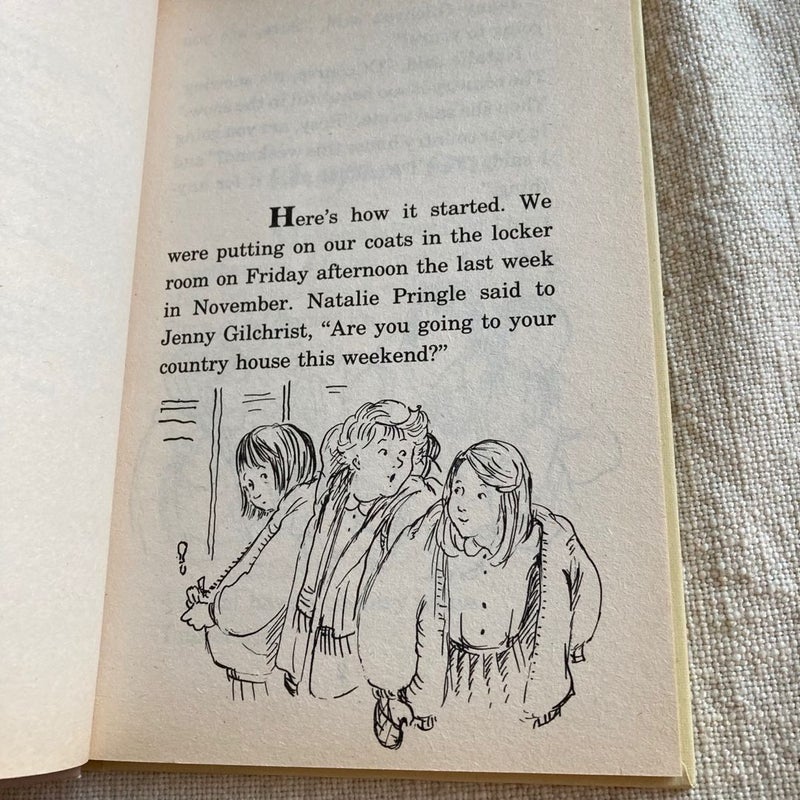 Here's how it started. We
were putting on our coats in the locker
room on Friday afternoon the last week
in November. Natalie Pringle said to
Jenny Gilchrist, “Are you going to your
country house this weekend?”